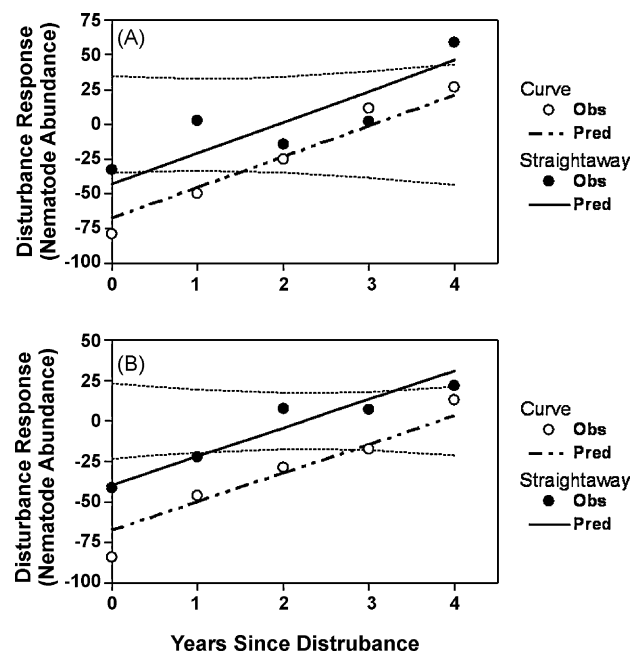 (A)
75
50
25
0
-25
-50
-75
-100
0 1 2 3 4
Disturbance Response
(Nematode Abundance)
Curve
Obs
Pred
Straightaway
Obs
Pred
(B)
50
25
0
-25
-50
-75
-100
0 1 2 3 4
Disturbance Response
(Nematode Abundance)
Curve
Obs
Pred
Straightaway
Obs
Pred
Years Since Distrubance